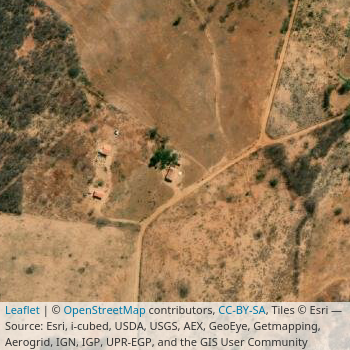 Leaflet | © OpenStreetMap contributors, CC-BY-SA, Tiles © Esri —
Source: Esri, i-cubed, USDA, USGS, AEX, GeoEye, Getmapping,
Aerogrid, IGN, IGP, UPR-EGP, and the GIS User Community